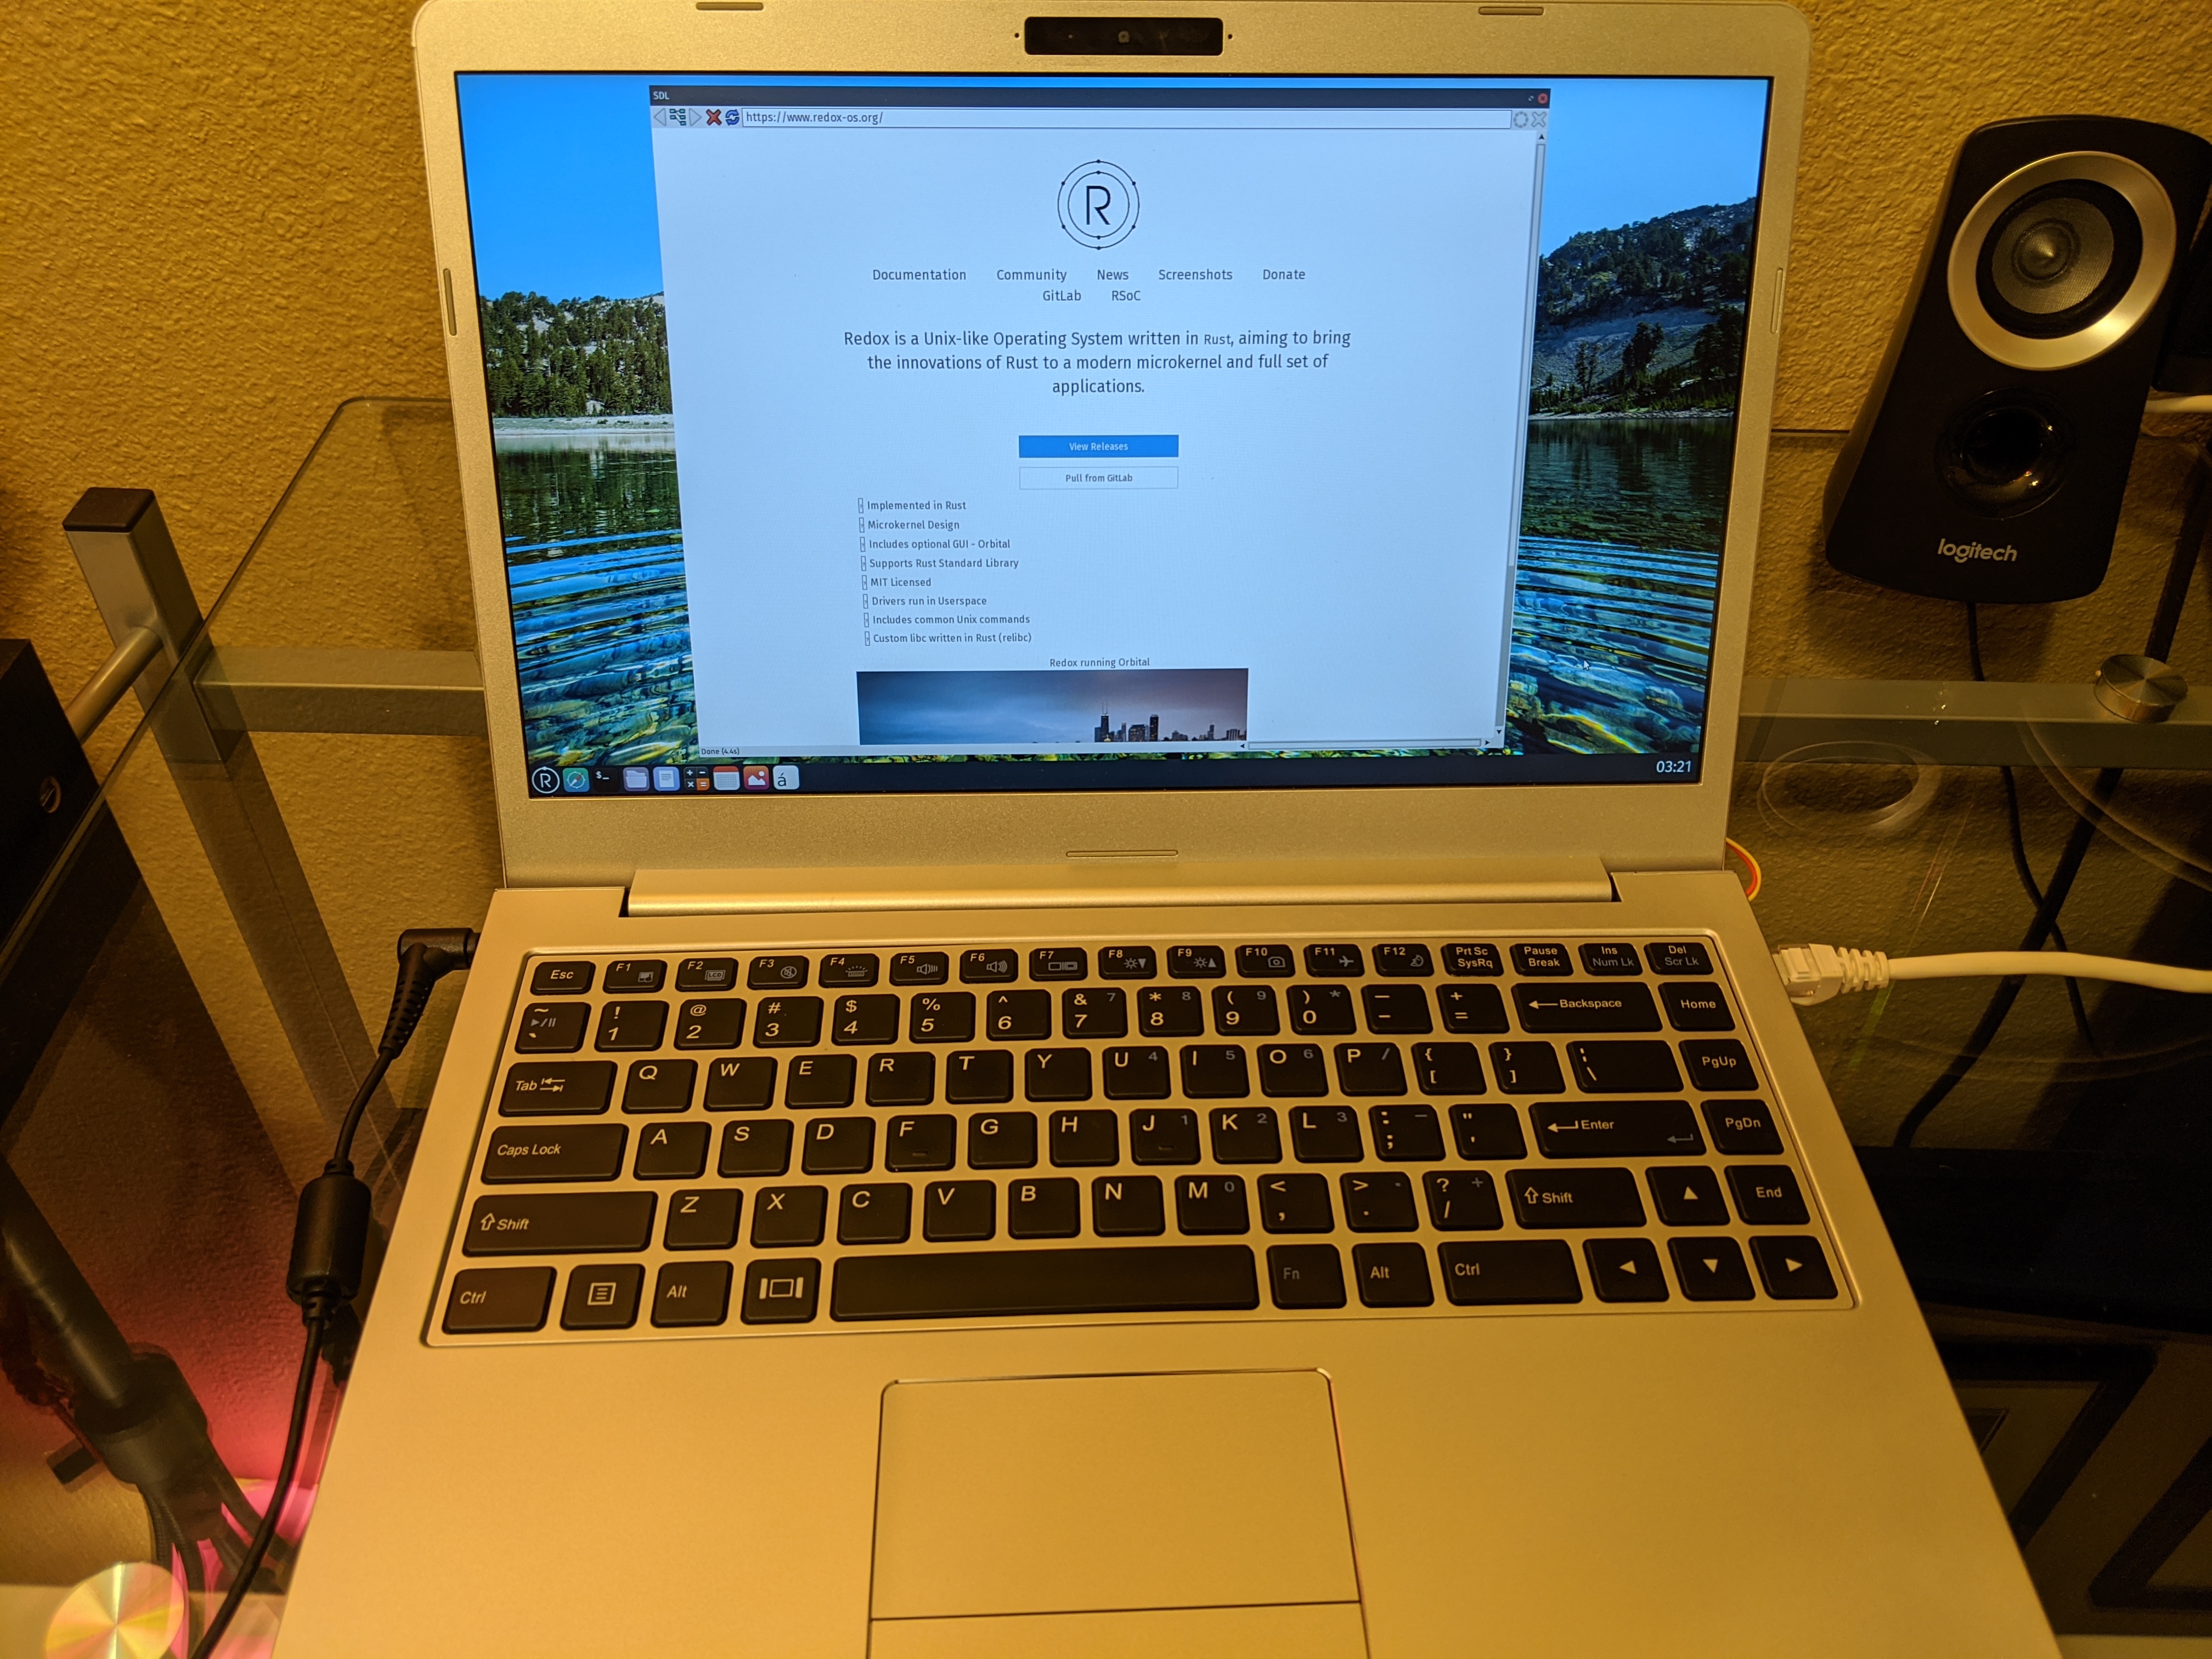 SDL
https://www.redox-os.org/
R
Documentation Community News Screenshots Donate
GitLab RSoC
Redox is a Unix-like Operating System written in Rust, aiming to bring
the innovations of Rust to a modern microkernel and full set of
applications.
View Releases
Pull from GitLab
Implemented in Rust
Microkernel Design
Includes optional GUI - Orbital
Supports Rust Standard Library
MIT Licensed
Drivers run in Userspace
Includes common Unix commands
Custom libc written in Rust (relibc)
Redox running Orbital
Done (4.4s)
R $_ + - × = á 03:21
logitech
Esc F1 F2 F3 F4 F5 F6 F7 F8 F9 F10 F11 F12 Prt Sc SysRq Pause Break Ins Num Lk Del Scr Lk
~ ` ! 1 @ 2 # 3 $ 4 % 5 ^ 6 & 7 7 * 8 8 ( 9 9 ) 0 * — - + = Backspace Home
Tab Q W E R T Y U 4 I 5 O 6 P / { [ } ] ¦ \ PgUp
Caps Lock A S D F G H J 1 K 2 L 3 : ; - " ' Enter PgDn
Shift Z X C V B N M 0 < , > . . ? / + Shift End
Ctrl Alt Fn Alt Ctrl